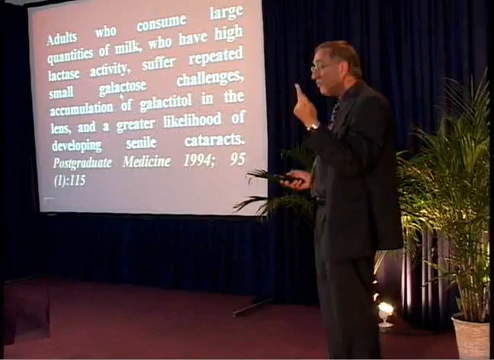 Adults who consume large
quantities of milk, who have high
lactase activity, suffer repeated
small galactose challenges,
accumulation of galactitol in the
lens, and a greater likelihood of
developing senile cataracts.
Postgraduate Medicine 1994; 95
(1):115